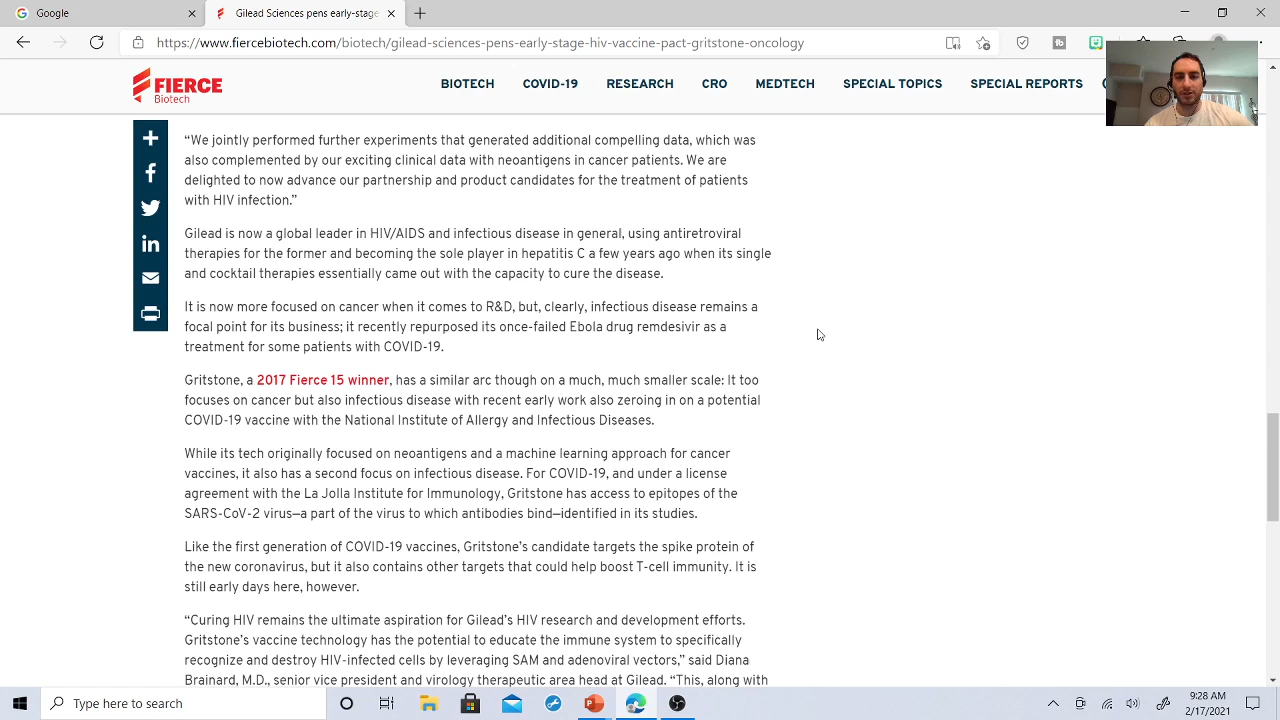 Google
Gilead Sciences pens early-stag
https://www.fiercebiotech.com/biotech/gilead-sciences-pens-early-stage-hiv-vaccine-pact-gritstone-oncology
FIERCE
Biotech
BIOTECH COVID-19 RESEARCH CRO MEDTECH SPECIAL TOPICS SPECIAL REPORTS
“We jointly performed further experiments that generated additional compelling data, which was
also complemented by our exciting clinical data with neoantigens in cancer patients. We are
delighted to now advance our partnership and product candidates for the treatment of patients
with HIV infection.”
Gilead is now a global leader in HIV/AIDS and infectious disease in general, using antiretroviral
therapies for the former and becoming the sole player in hepatitis C a few years ago when its single
and cocktail therapies essentially came out with the capacity to cure the disease.
It is now more focused on cancer when it comes to R&D, but, clearly, infectious disease remains a
focal point for its business; it recently repurposed its once-failed Ebola drug remdesivir as a
treatment for some patients with COVID-19.
Gritstone, a 2017 Fierce 15 winner, has a similar arc though on a much, much smaller scale: It too
focuses on cancer but also infectious disease with recent early work also zeroing in on a potential
COVID-19 vaccine with the National Institute of Allergy and Infectious Diseases.
While its tech originally focused on neoantigens and a machine learning approach for cancer
vaccines, it also has a second focus on infectious disease. For COVID-19, and under a license
agreement with the La Jolla Institute for Immunology, Gritstone has access to epitopes of the
SARS-CoV-2 virus—a part of the virus to which antibodies bind—identified in its studies.
Like the first generation of COVID-19 vaccines, Gritstone’s candidate targets the spike protein of
the new coronavirus, but it also contains other targets that could help boost T-cell immunity. It is
still early days here, however.
“Curing HIV remains the ultimate aspiration for Gilead’s HIV research and development efforts.
Gritstone’s vaccine technology has the potential to educate the immune system to specifically
recognize and destroy HIV-infected cells by leveraging SAM and adenoviral vectors,” said Diana
Brainard, M.D., senior vice president and virology therapeutic area head at Gilead. “This, along with
Type here to search
9:28 AM
2/17/2021